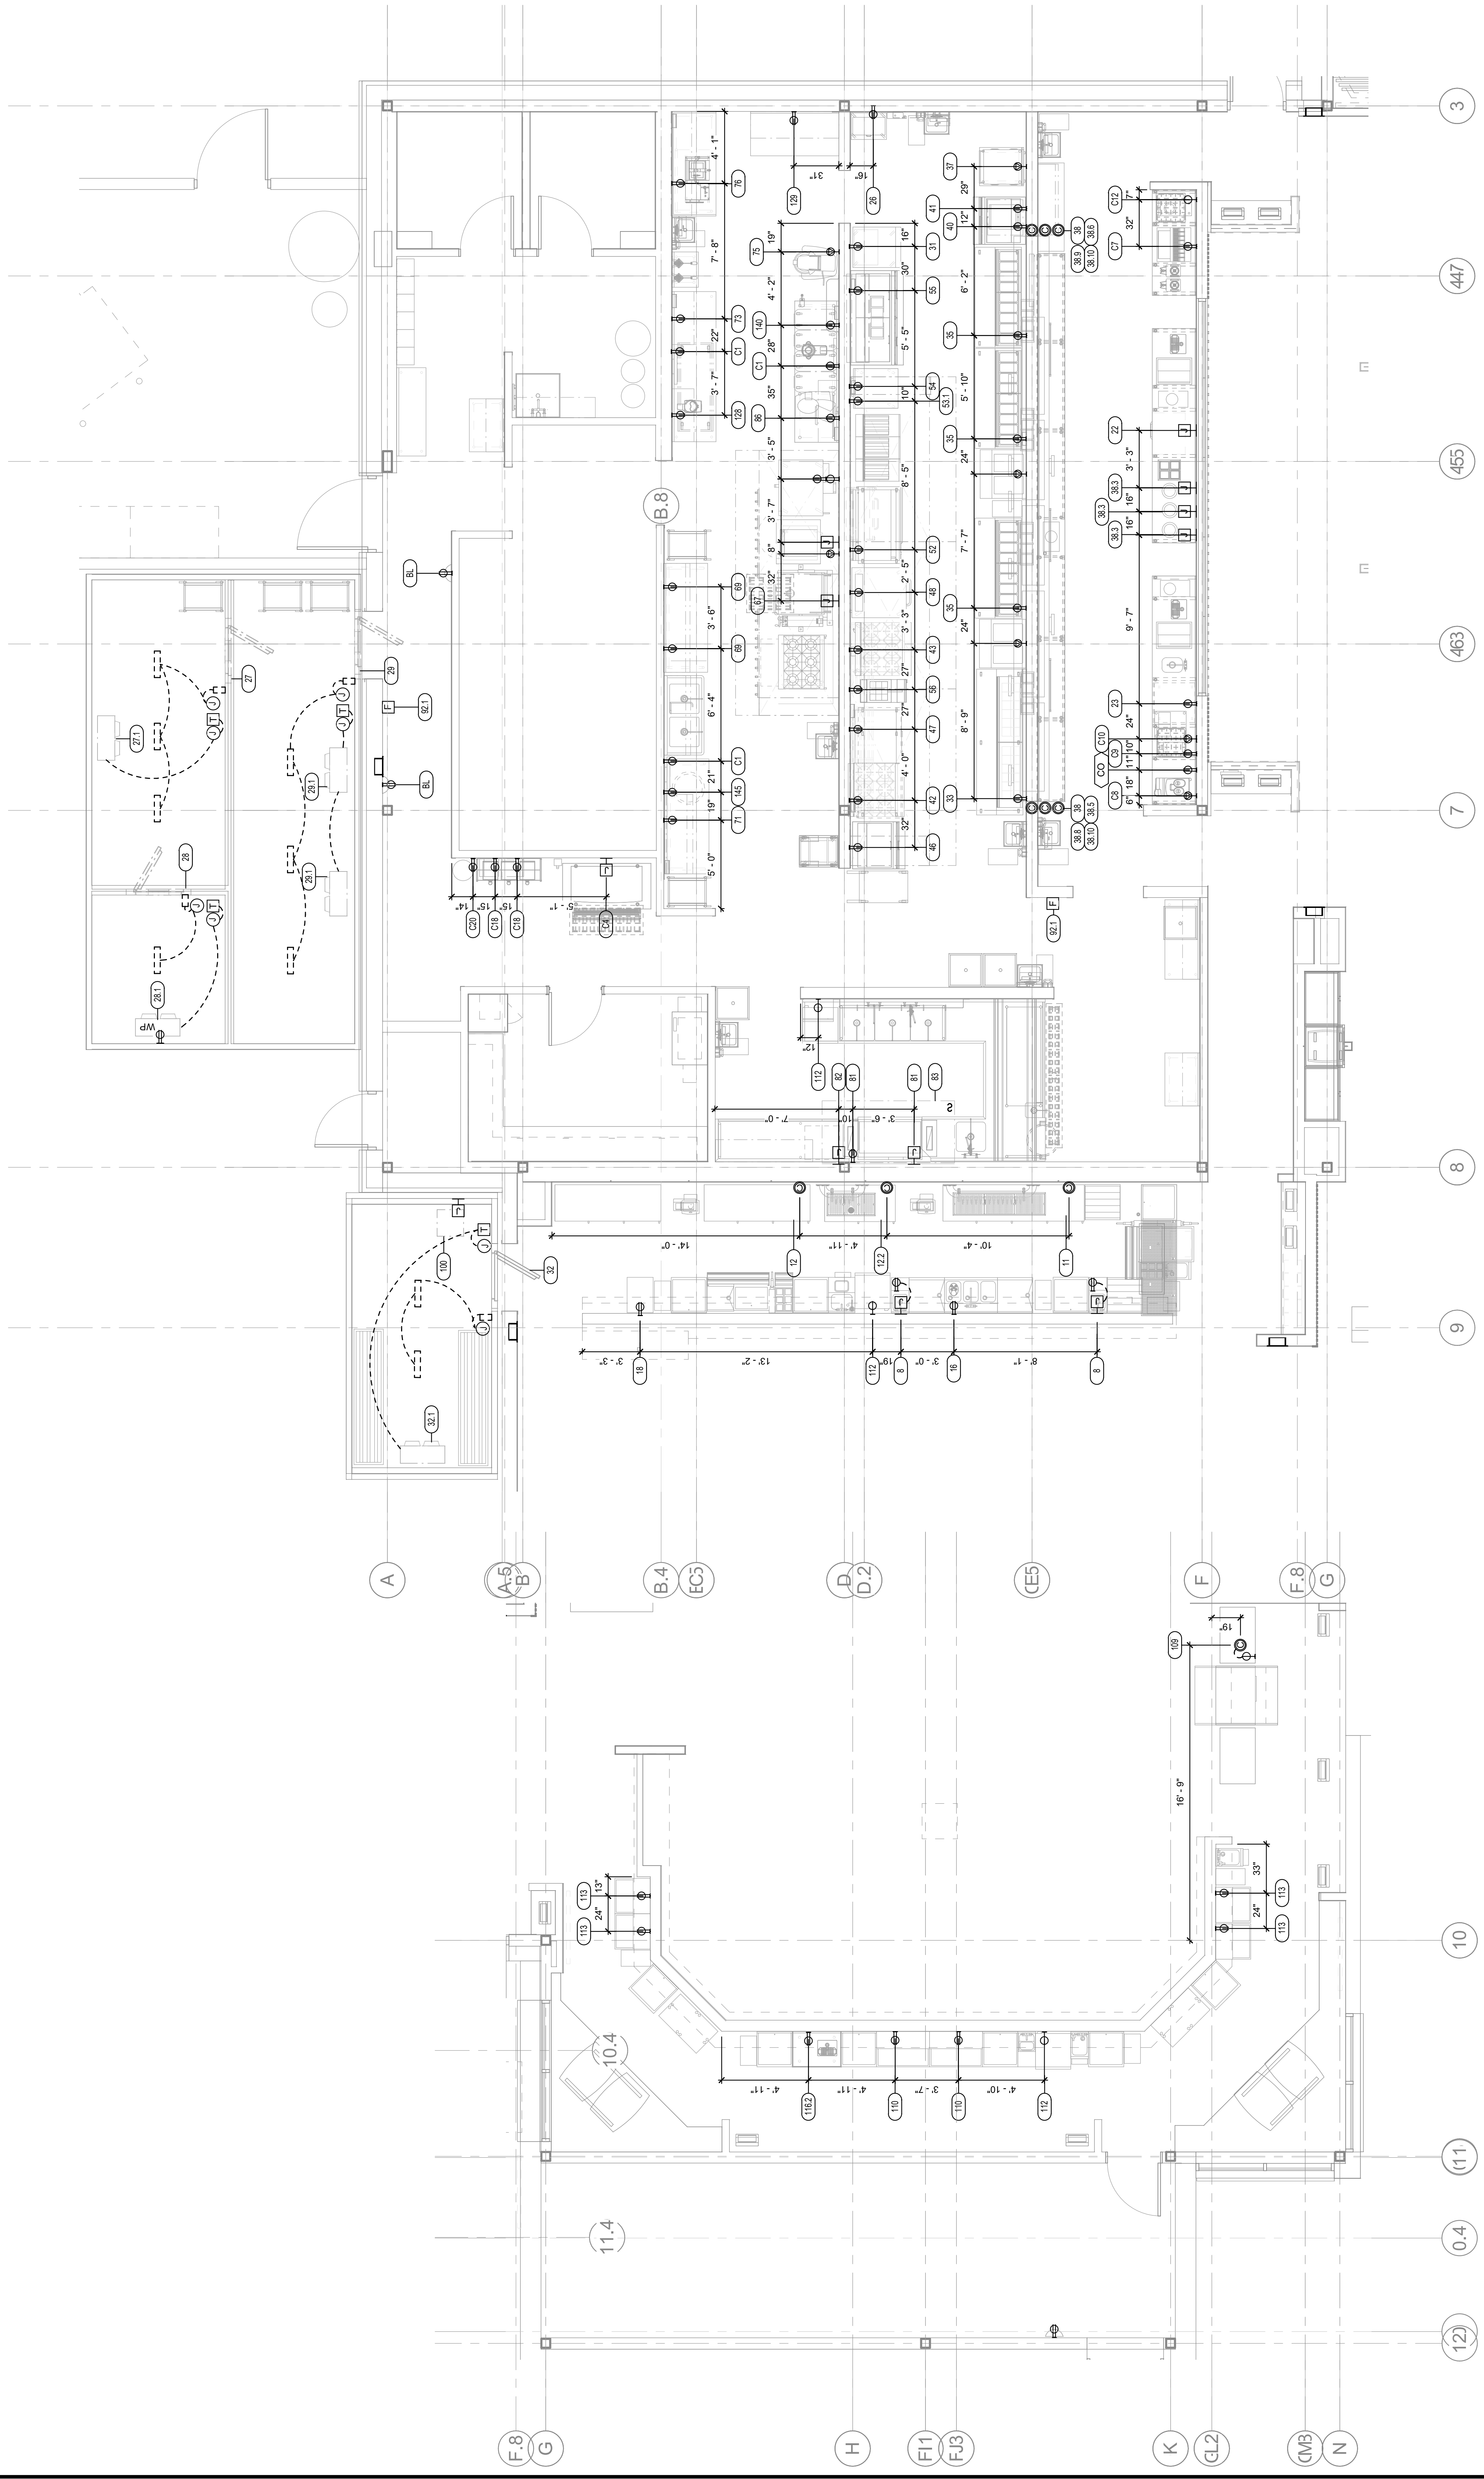 3
447
455
463
7
8
9
10
(11
0.4
12)
A
A.5
B
B.4
EC5
D
D.2
(E5
F
F.8
G
B.8
F.8
G
H
FI1
FJ3
K
GL2
(M3
N
10.4
11.4
4' - 1"
76
7' - 8"
73
22"
C1
3' - 7"
128
129
31"
16"
26
19"
75
4' - 2"
140
28"
C1
35"
86
3' - 5"
3' - 7"
8"
32"
67
J
J
16"
31
30"
55
5' - 5"
54
10"
53.1
8' - 5"
52
2' - 5"
48
3' - 3"
43
27"
56
27"
47
4' - 0"
42
32"
46
37
29"
41
12"
40
38
38.6
38.9
38.10
6' - 2"
35
5' - 10"
35
24"
7' - 7"
35
24"
8' - 9"
33
38
38.5
38.8
38.10
C12
7"
32"
C7
22
J
3' - 3"
38.3
J
16"
38.3
J
16"
38.3
J
9' - 7"
23
24"
C10
10"
C9
11"
CO
18"
C8
6"
BL
69
3' - 6"
69
6' - 4"
C1
21"
145
19"
71
5' - 0"
14"
C20
15"
C18
15"
C18
5' - 1"
C4
J
27
27.1
J
J
T
29
29.1
29.1
J
J
T
F
92.1
BL
28
28.1
WP
J
J
T
F
92.1
12"
112
82
81
81
83
S
7' - 0"
10"
3' - 6"
J
J
100
J
J
T
32
J
32.1
14' - 0"
12
4' - 11"
12.2
10' - 4"
11
3' - 3"
18
13' - 2"
112
19"
8
J
3' - 0"
16
8' - 1"
8
J
109
19"
16' - 9"
113
13"
24"
113
33"
113
24"
113
4' - 11"
116.2
4' - 11"
110
3' - 7"
110
4' - 10"
112